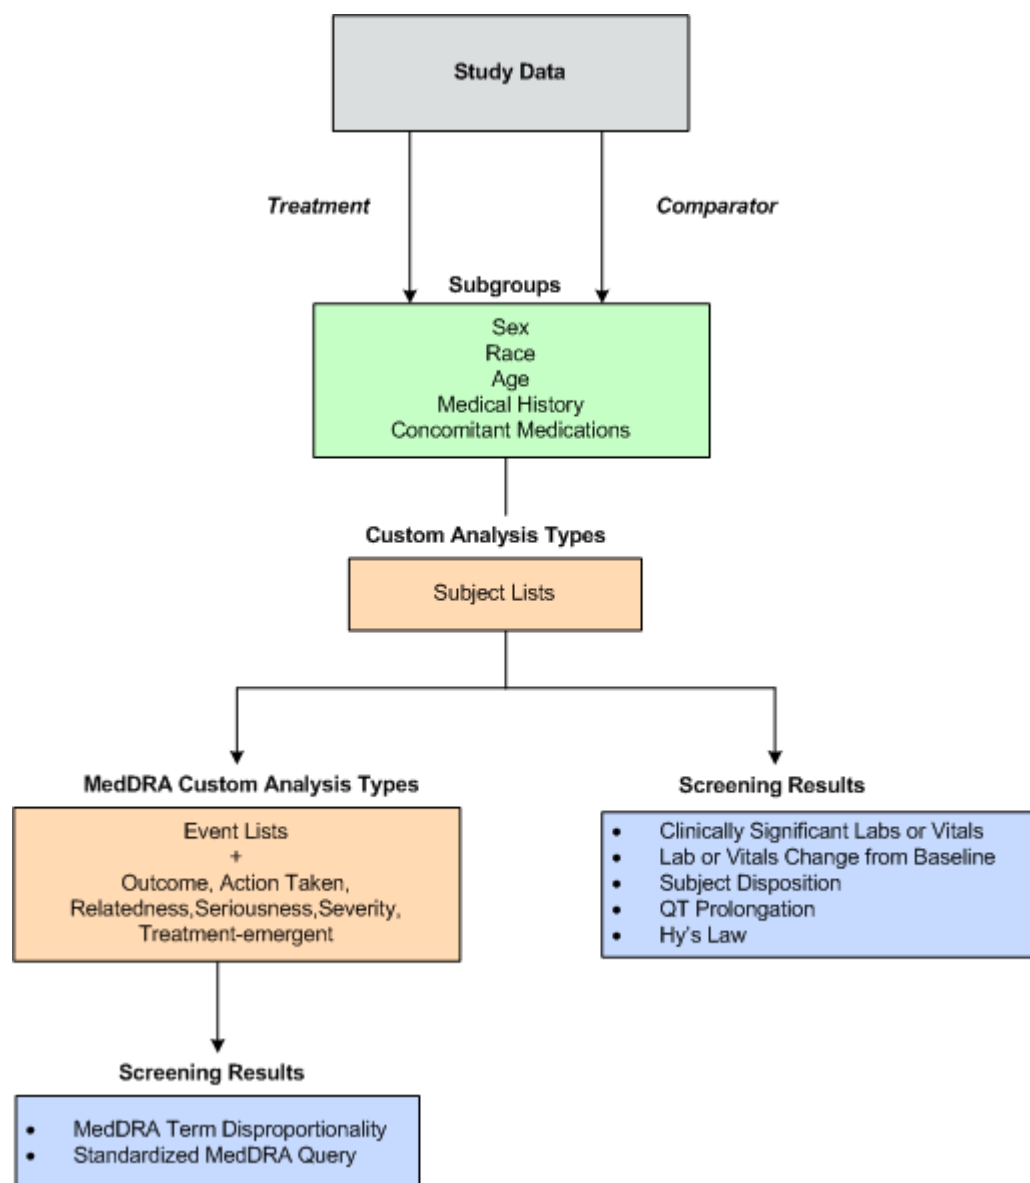 Study Data
Treatment
Comparator
Subgroups
Sex
Race
Age
Medical History
Concomitant Medications
Custom Analysis Types
Subject Lists
MedDRA Custom Analysis Types
Event Lists
+
Outcome, Action Taken,
Relatedness,Seriousness,Severity,
Treatment-emergent
Screening Results
• Clinically Significant Labs or Vitals
• Lab or Vitals Change from Baseline
• Subject Disposition
• QT Prolongation
• Hy's Law
Screening Results
• MedDRA Term Disproportionality
• Standardized MedDRA Query